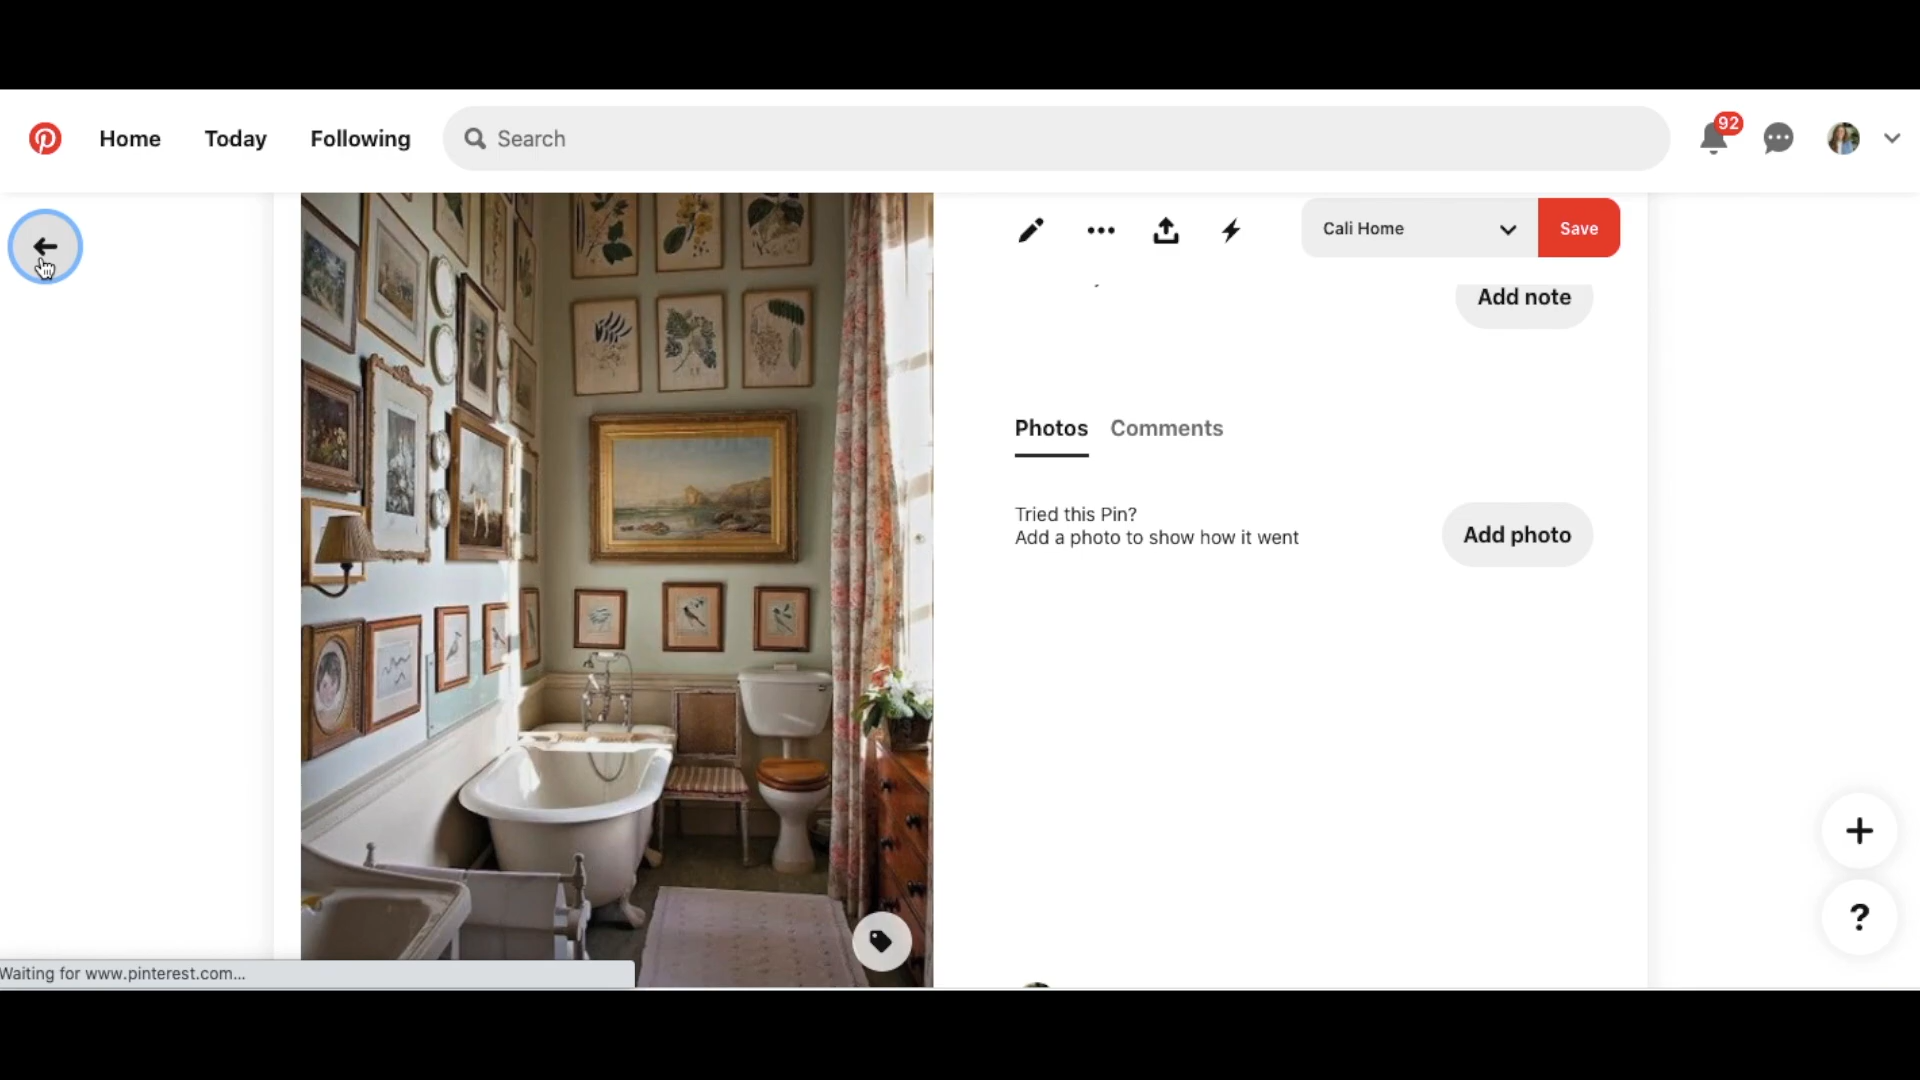 Home
Today
Following
Search
92
Cali Home
Save
Add note
Photos
Comments
Tried this Pin?
Add a photo to show how it went
Add photo
+
?
Waiting for www.pinterest.com...